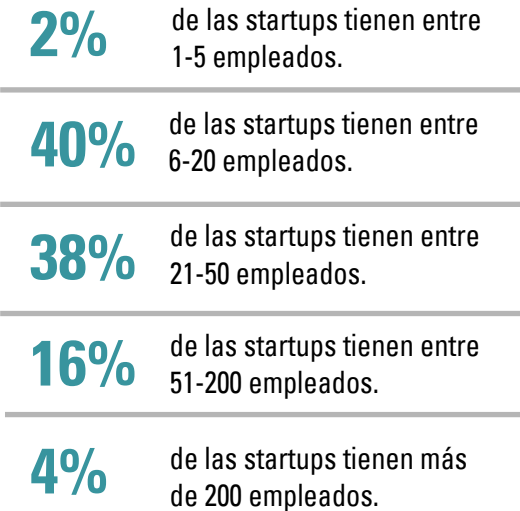 2%
de las startups tienen entre
1-5 empleados.
40%
de las startups tienen entre
6-20 empleados.
38%
de las startups tienen entre
21-50 empleados.
16%
de las startups tienen entre
51-200 empleados.
4%
de las startups tienen más
de 200 empleados.